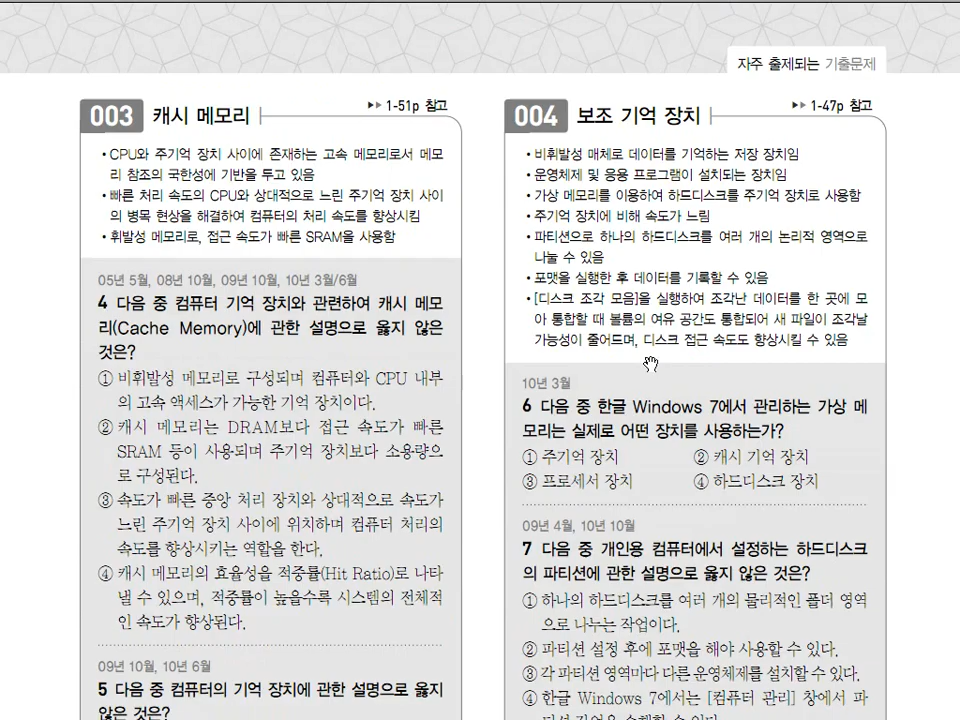 자주 출제되는 기출문제
003 캐시 메모리 ▶▶ 1-51p 참고
• CPU와 주기억 장치 사이에 존재하는 고속 메모리로서 메모
리 참조의 국한성에 기반을 두고 있음
• 빠른 처리 속도의 CPU와 상대적으로 느린 주기억 장치 사이
의 병목 현상을 해결하여 컴퓨터의 처리 속도를 향상시킴
• 휘발성 메모리로, 접근 속도가 빠른 SRAM을 사용함
05년 5월, 08년 10월, 09년 10월, 10년 3월/6월
4 다음 중 컴퓨터 기억 장치와 관련하여 캐시 메모
리(Cache Memory)에 관한 설명으로 옳지 않은
것은?
① 비휘발성 메모리로 구성되며 컴퓨터와 CPU 내부
의 고속 액세스가 가능한 기억 장치이다.
② 캐시 메모리는 DRAM보다 접근 속도가 빠른
SRAM 등이 사용되며 주기억 장치보다 소용량으
로 구성된다.
③ 속도가 빠른 중앙 처리 장치와 상대적으로 속도가
느린 주기억 장치 사이에 위치하며 컴퓨터 처리의
속도를 향상시키는 역할을 한다.
④ 캐시 메모리의 효율성을 적중률(Hit Ratio)로 나타
낼 수 있으며, 적중률이 높을수록 시스템의 전체적
인 속도가 향상된다.
09년 10월, 10년 6월
5 다음 중 컴퓨터의 기억 장치에 관한 설명으로 옳지
않은 것은?
004 보조 기억 장치 ▶▶ 1-47p 참고
• 비휘발성 매체로 데이터를 기억하는 저장 장치임
• 운영체제 및 응용 프로그램이 설치되는 장치임
• 가상 메모리를 이용하여 하드디스크를 주기억 장치로 사용함
• 주기억 장치에 비해 속도가 느림
• 파티션으로 하나의 하드디스크를 여러 개의 논리적 영역으로
나눌 수 있음
• 포맷을 실행한 후 데이터를 기록할 수 있음
• [디스크 조각 모음]을 실행하여 조각난 데이터를 한 곳에 모
아 통합할 때 볼륨의 여유 공간도 통합되어 새 파일이 조각날
가능성이 줄어드며, 디스크 접근 속도도 향상시킬 수 있음
10년 3월
6 다음 중 한글 Windows 7에서 관리하는 가상 메
모리는 실제로 어떤 장치를 사용하는가?
① 주기억 장치 ② 캐시 기억 장치
③ 프로세서 장치 ④ 하드디스크 장치
09년 4월, 10년 10월
7 다음 중 개인용 컴퓨터에서 설정하는 하드디스크
의 파티션에 관한 설명으로 옳지 않은 것은?
① 하나의 하드디스크를 여러 개의 물리적인 폴더 영역
으로 나누는 작업이다.
② 파티션 설정 후에 포맷을 해야 사용할 수 있다.
③ 각 파티션 영역마다 다른 운영체제를 설치할 수 있다.
④ 한글 Windows 7에서는 [컴퓨터 관리] 창에서 파